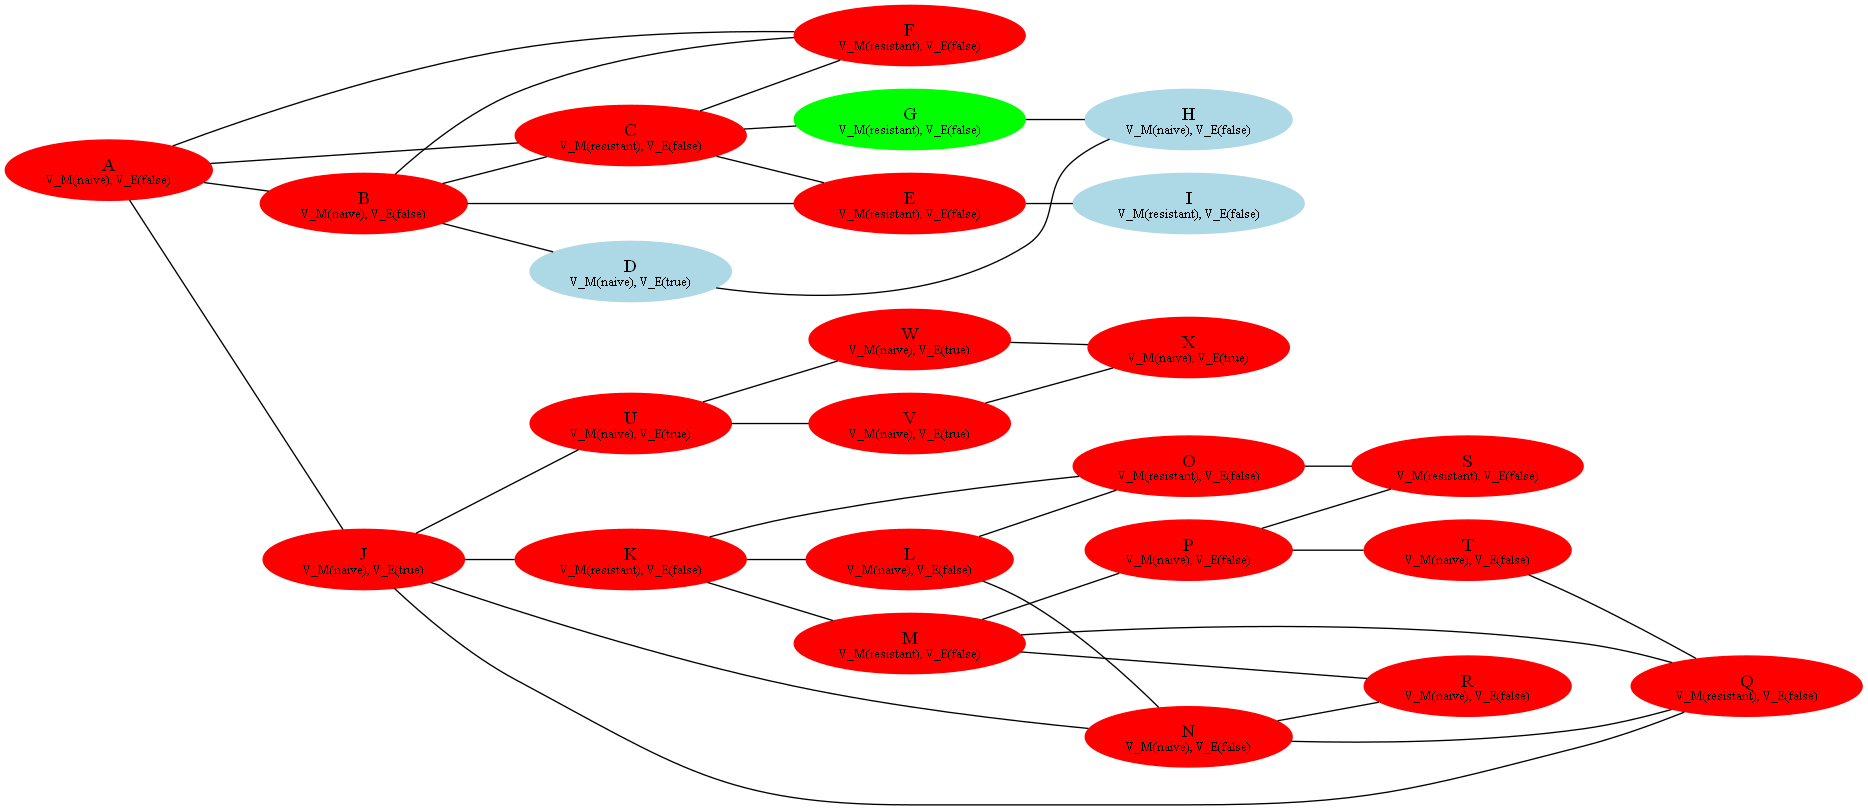 F
V_M(resistant), V_E(false)
G
V_M(resistant), V_E(false)
H
V_M(naive), V_E(false)
C
V_M(resistant), V_E(false)
A
V_M(naive), V_E(false)
B
V_M(naive), V_E(false)
E
V_M(resistant), V_E(false)
I
V_M(resistant), V_E(false)
D
V_M(naive), V_E(true)
W
V_M(naive), V_E(true)
X
V_M(naive), V_E(true)
U
V_M(naive), V_E(true)
V
V_M(naive), V_E(true)
O
V_M(resistant), V_E(false)
S
V_M(resistant), V_E(false)
J
V_M(naive), V_E(true)
K
V_M(resistant), V_E(false)
L
V_M(naive), V_E(false)
P
V_M(naive), V_E(false)
T
V_M(naive), V_E(false)
M
V_M(resistant), V_E(false)
R
V_M(naive), V_E(false)
Q
V_M(resistant), V_E(false)
N
V_M(naive), V_E(false)